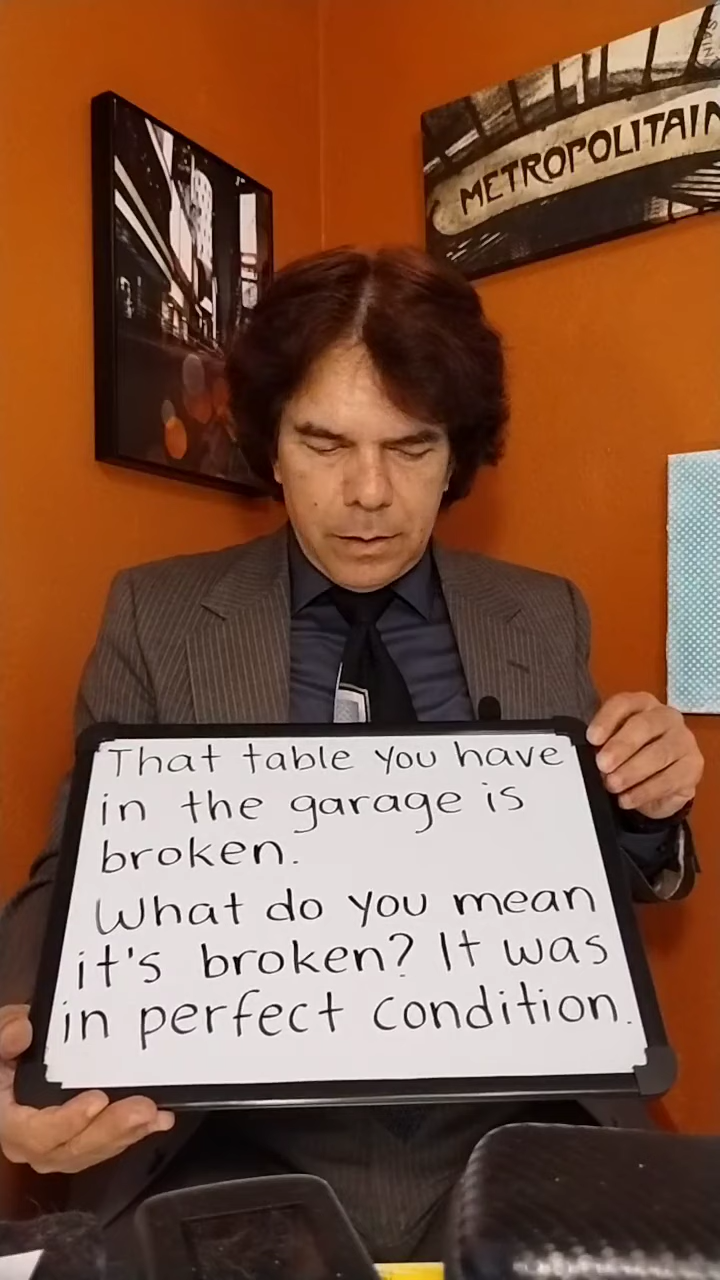 METROPOLITAIN
That table you have
in the garage is
broken.
What do you mean
it's broken? It was
in perfect condition.